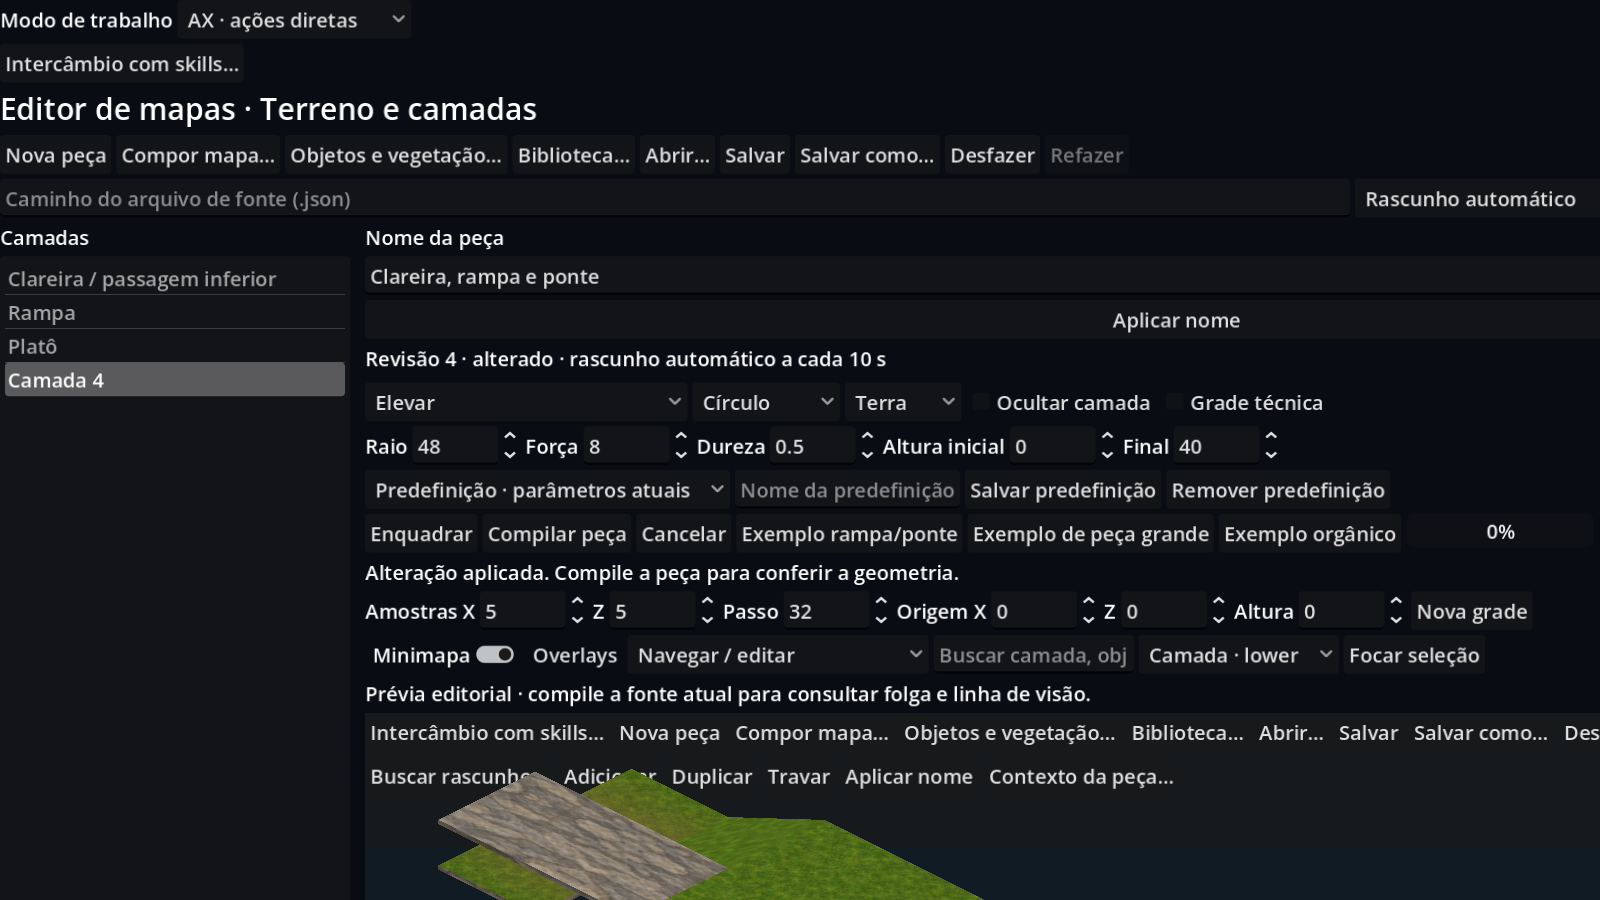 Modo de trabalho AX · ações diretas
Intercâmbio com skills...
Editor de mapas · Terreno e camadas
Nova peça Compor mapa... Objetos e vegetação... Biblioteca... Abrir... Salvar Salvar como... Desfazer Refazer
Caminho do arquivo de fonte (.json) Rascunho automático
Camadas
Clareira / passagem inferior
Rampa
Platô
Camada 4
Nome da peça
Clareira, rampa e ponte
Aplicar nome
Revisão 4 · alterado · rascunho automático a cada 10 s
Elevar Círculo Terra Ocultar camada Grade técnica
Raio 48 Força 8 Dureza 0.5 Altura inicial 0 Final 40
Predefinição · parâmetros atuais Nome da predefinição Salvar predefinição Remover predefinição
Enquadrar Compilar peça Cancelar Exemplo rampa/ponte Exemplo de peça grande Exemplo orgânico 0%
Alteração aplicada. Compile a peça para conferir a geometria.
Amostras X 5 Z 5 Passo 32 Origem X 0 Z 0 Altura 0 Nova grade
Minimapa Overlays Navegar / editar Buscar camada, obj Camada · lower Focar seleção
Prévia editorial · compile a fonte atual para consultar folga e linha de visão.
Intercâmbio com skills... Nova peça Compor mapa... Objetos e vegetação... Biblioteca... Abrir... Salvar Salvar como... Des
Buscar Duplicar Travar Aplicar nome Contexto da peça...